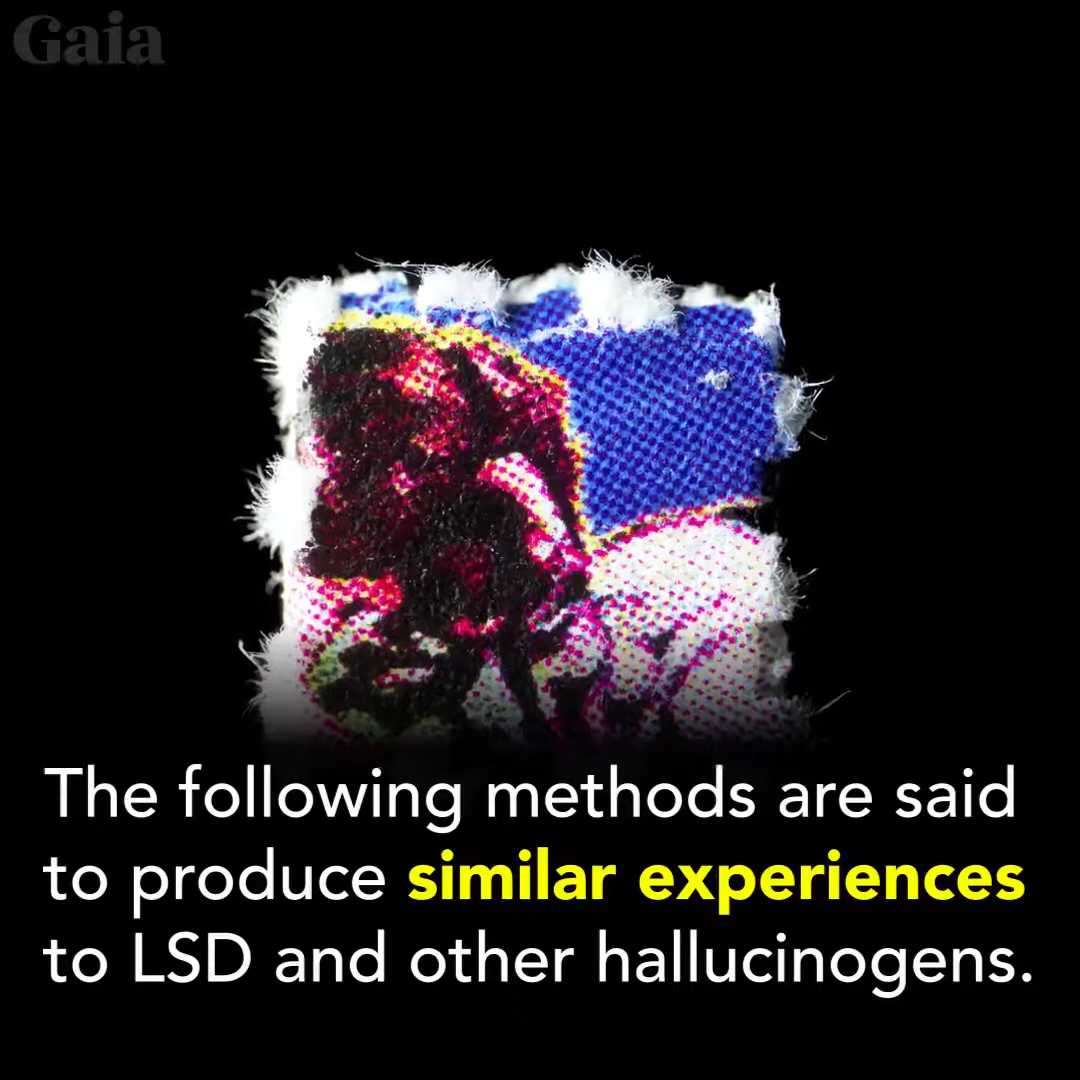 Gaia
The following methods are said
to produce similar experiences
to LSD and other hallucinogens.